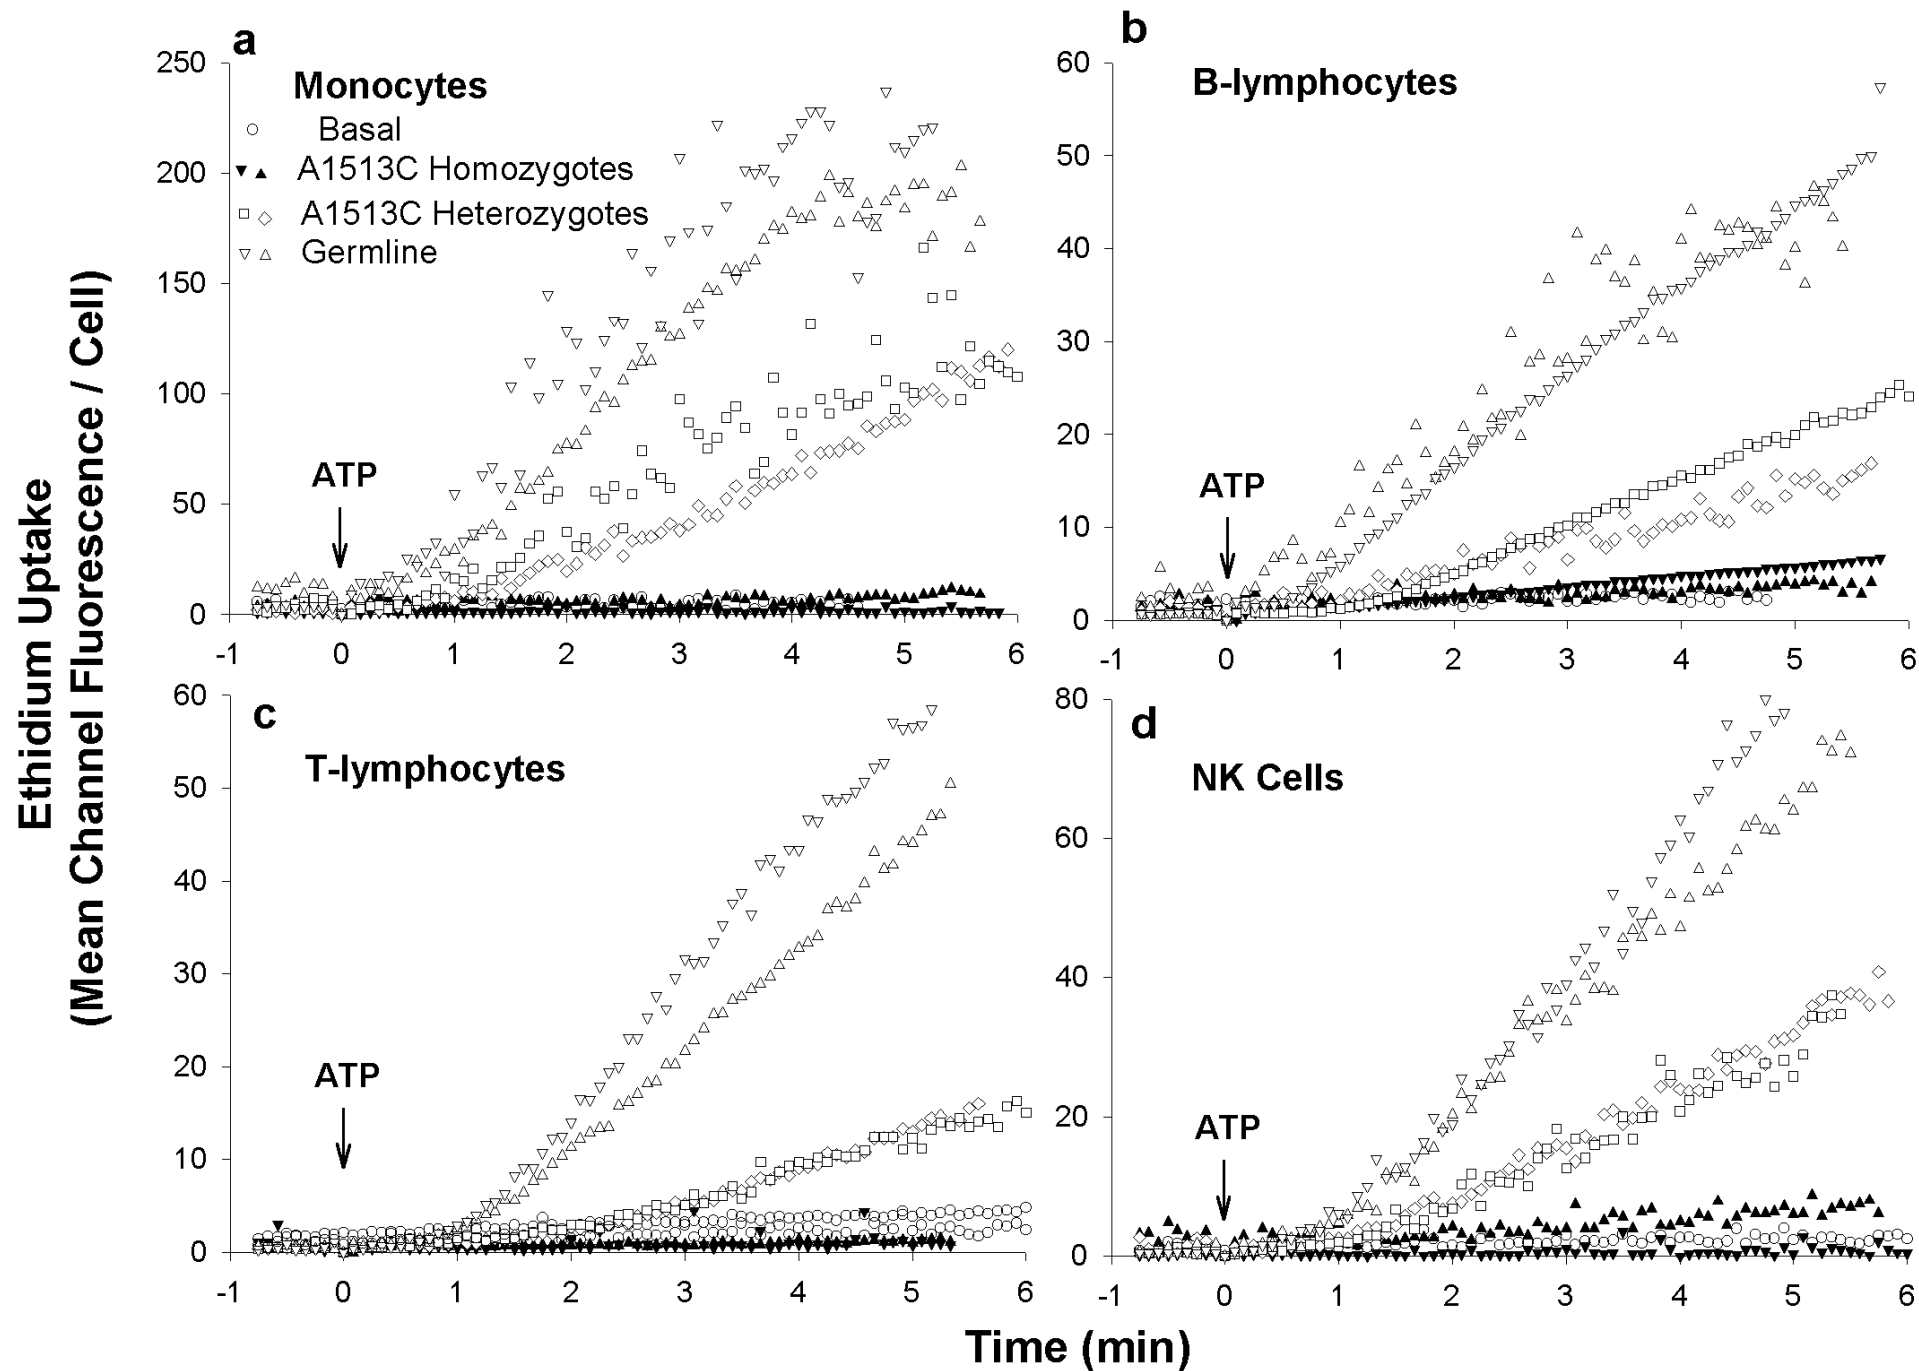 Ethidium Uptake
(Mean Channel Fluorescence / Cell)
a
Monocytes
Basal
A1513C Homozygotes
A1513C Heterozygotes
Germline
ATP
250
200
150
100
50
0
-1 0 1 2 3 4 5 6
b
B-lymphocytes
ATP
60
50
40
30
20
10
0
-1 0 1 2 3 4 5 6
c
T-lymphocytes
ATP
60
50
40
30
20
10
0
-1 0 1 2 3 4 5 6
d
NK Cells
ATP
80
60
40
20
0
-1 0 1 2 3 4 5 6
Time (min)